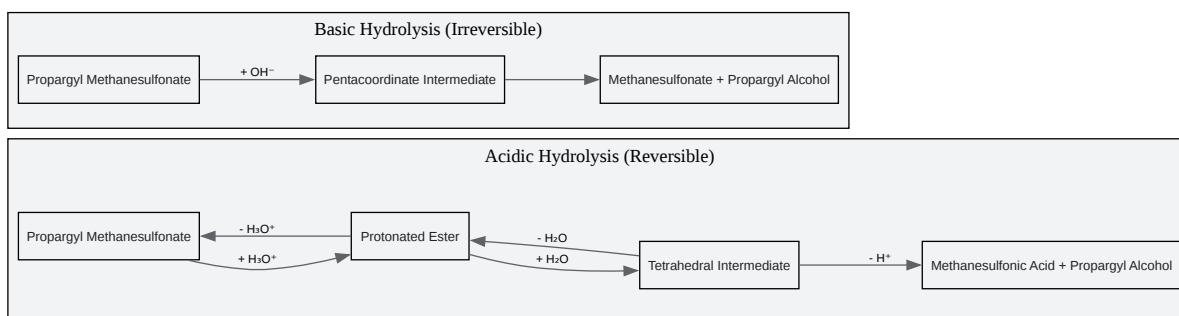 Basic Hydrolysis (Irreversible)
Propargyl Methanesulfonate
+ OH⁻
Pentacoordinate Intermediate
Methanesulfonate + Propargyl Alcohol
Acidic Hydrolysis (Reversible)
Propargyl Methanesulfonate
- H₃O⁺
+ H₃O⁺
Protonated Ester
- H₂O
+ H₂O
Tetrahedral Intermediate
- H⁺
Methanesulfonic Acid + Propargyl Alcohol